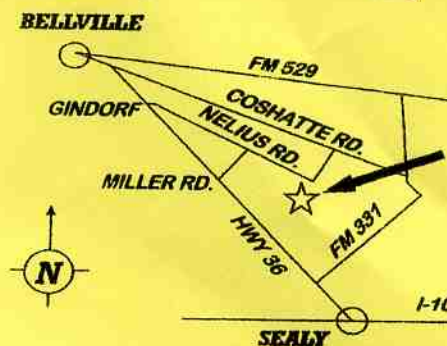 BELLVILLE
FM 529
COSHATTE RD.
GINDORF
NELIUS RD.
MILLER RD.
HWY 36
FM 331
N
I-10
SEALY